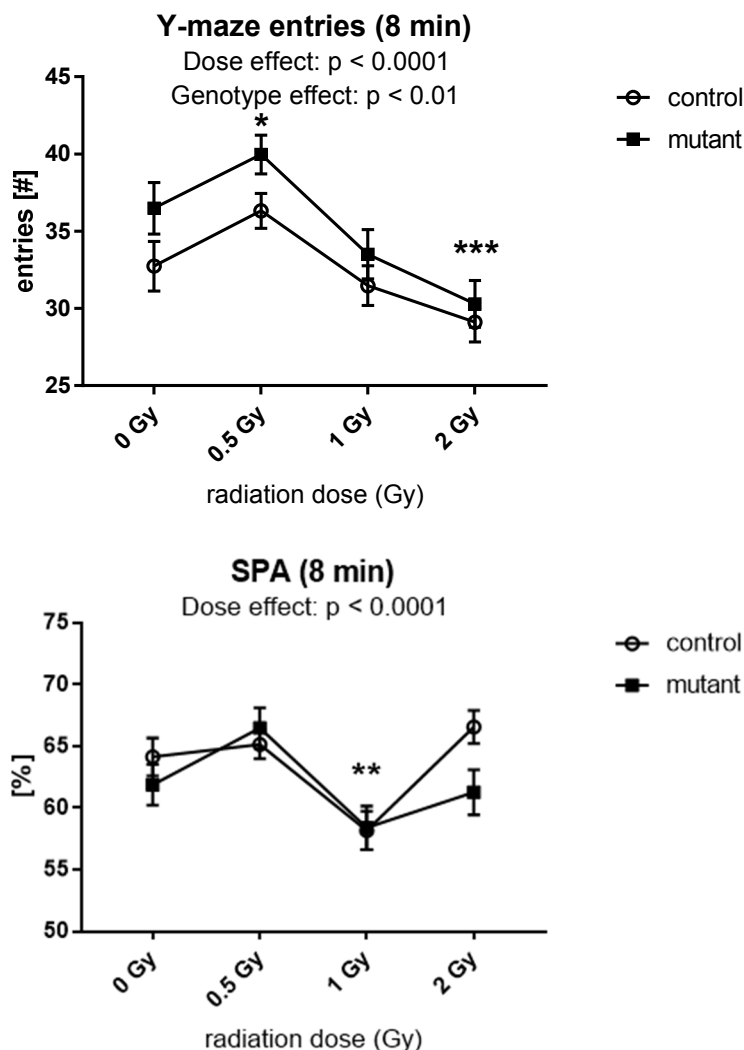 Y-maze entries (8 min)
Dose effect: p < 0.0001
Genotype effect: p < 0.01
control
mutant
entries [#]
45
40
35
30
25
*
***
0 Gy
0.5 Gy
1 Gy
2 Gy
radiation dose (Gy)
SPA (8 min)
Dose effect: p < 0.0001
control
mutant
[%]
75
70
65
60
55
50
**
0 Gy
0.5 Gy
1 Gy
2 Gy
radiation dose (Gy)